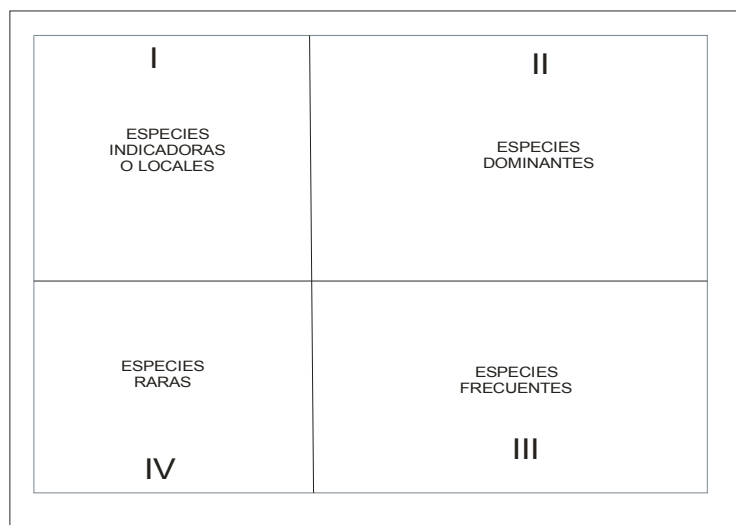 I
ESPECIES
INDICADORAS
O LOCALES
II
ESPECIES
DOMINANTES
ESPECIES
RARAS
IV
ESPECIES
FRECUENTES
III